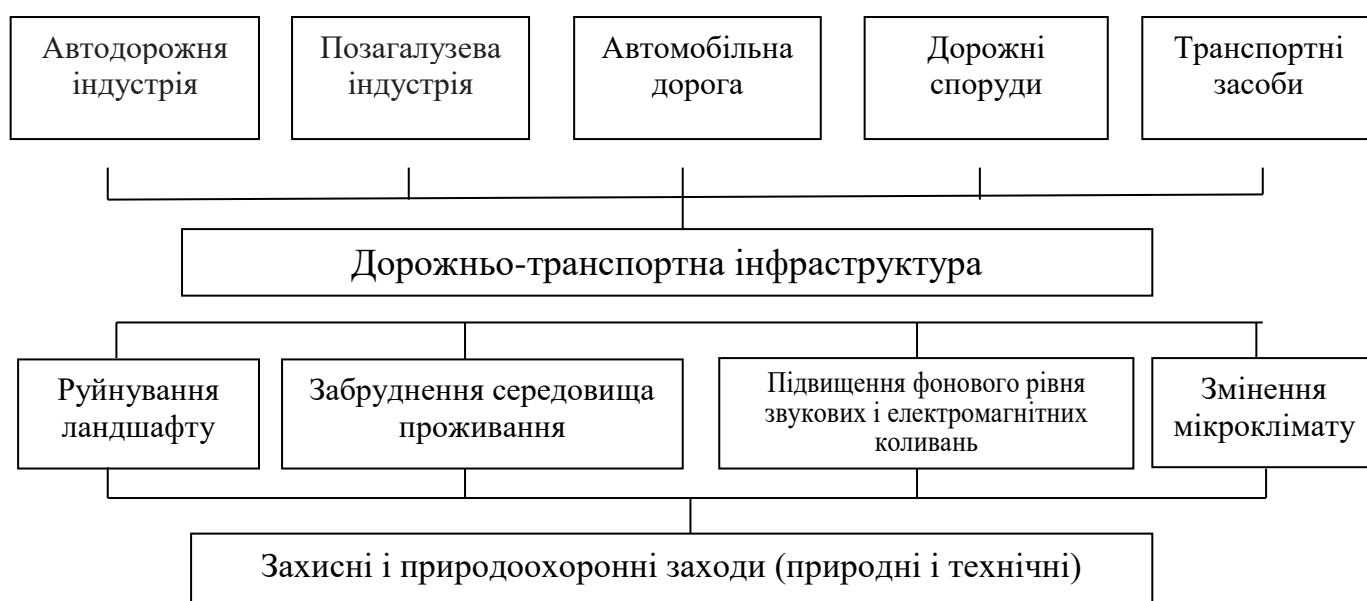 Автодорожня
індустрія
Позагалузева
індустрія
Автомобільна
дорога
Дорожні
споруди
Транспортні
засоби
Дорожньо-транспортна інфраструктура
Руйнування
ландшафту
Забруднення середовища
проживання
Підвищення фонового рівня
звукових і електромагнітних
коливань
Змінення
мікроклімату
Захисні і природоохоронні заходи (природні і технічні)